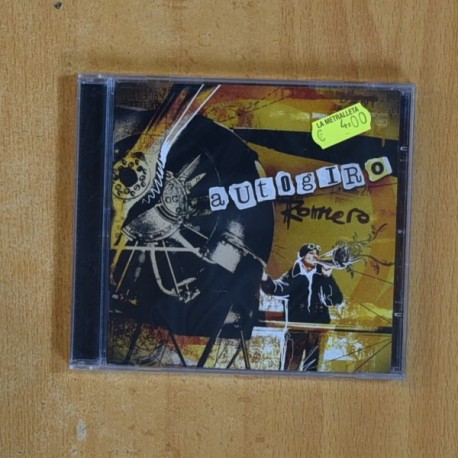 LA METRALLETA
€ 4.00
autogiro
Romero